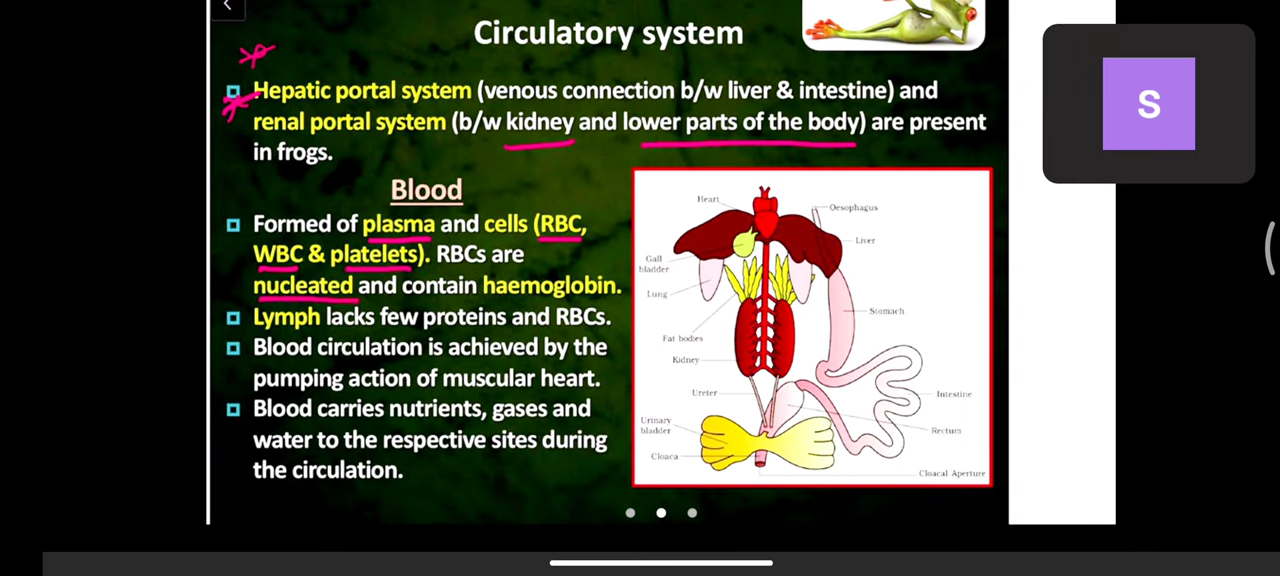 Circulatory system
Hepatic portal system (venous connection b/w liver & intestine) and
renal portal system (b/w kidney and lower parts of the body) are present
in frogs.
Blood
Formed of plasma and cells (RBC,
WBC & platelets). RBCs are
nucleated and contain haemoglobin.
Lymph lacks few proteins and RBCs.
Blood circulation is achieved by the
pumping action of muscular heart.
Blood carries nutrients, gases and
water to the respective sites during
the circulation.
Heart
Oesophagus
Liver
Gall
bladder
Lung
Stomach
Fat bodies
Kidney
Ureter
Intestine
Urinary
bladder
Rectum
Cloaca
Cloacal Aperture
S